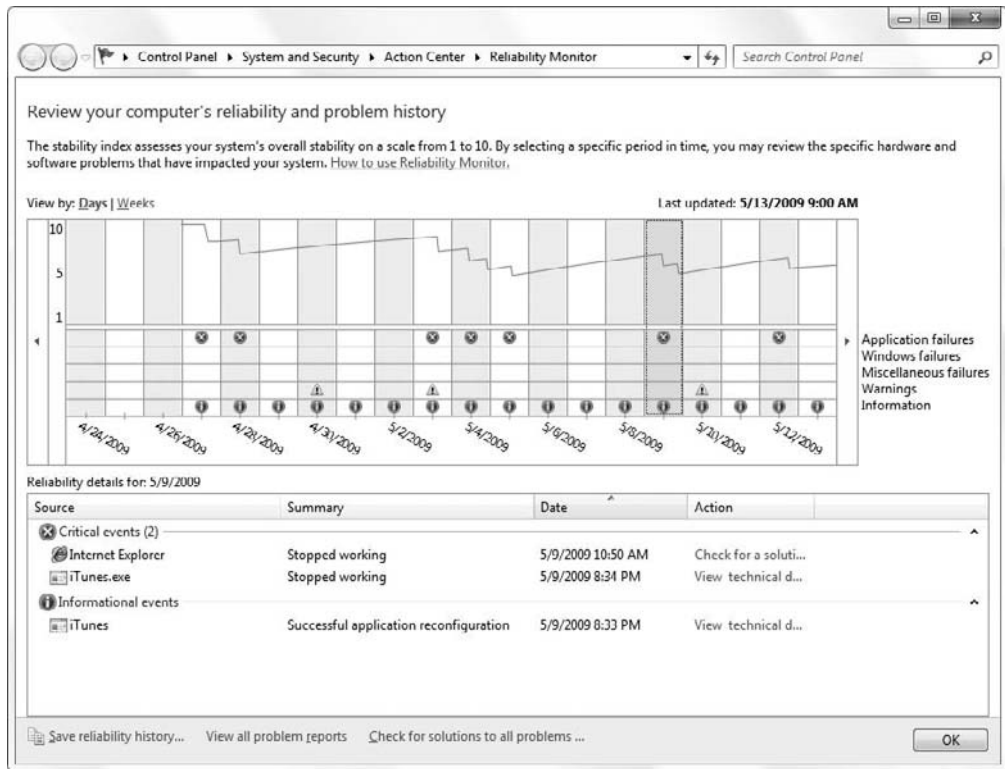 Control Panel ▸ System and Security ▸ Action Center ▸ Reliability Monitor
Search Control Panel
Review your computer's reliability and problem history
The stability index assesses your system's overall stability on a scale from 1 to 10. By selecting a specific period in time, you may review the specific hardware and
software problems that have impacted your system. How to use Reliability Monitor.
View by: Days | Weeks
Last updated: 5/13/2009 9:00 AM
10
5
1
Application failures
Windows failures
Miscellaneous failures
Warnings
Information
4/24/2009 4/26/2009 4/28/2009 4/30/2009 5/2/2009 5/4/2009 5/6/2009 5/8/2009 5/10/2009 5/12/2009
Reliability details for: 5/9/2009
Source Summary Date Action
Critical events (2)
Internet Explorer Stopped working 5/9/2009 10:50 AM Check for a soluti...
iTunes.exe Stopped working 5/9/2009 8:34 PM View technical d...
Informational events
iTunes Successful application reconfiguration 5/9/2009 8:33 PM View technical d...
Save reliability history... View all problem reports Check for solutions to all problems ...
OK